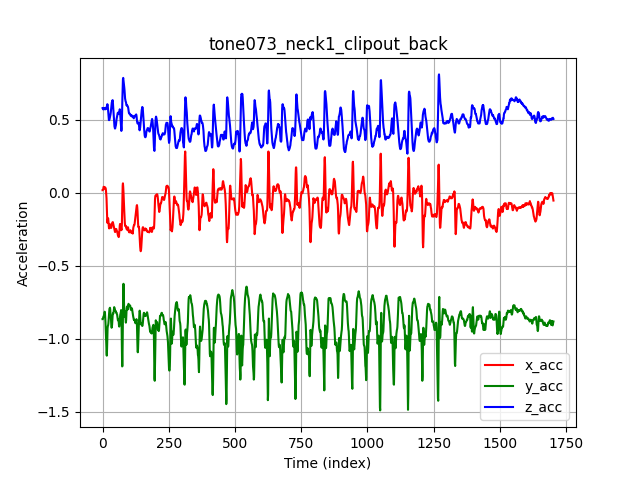 tone073_neck1_clipout_back
0.5
0.0
−0.5
−1.0
−1.5
Acceleration
0 250 500 750 1000 1250 1500 1750
Time (index)
x_acc
y_acc
z_acc